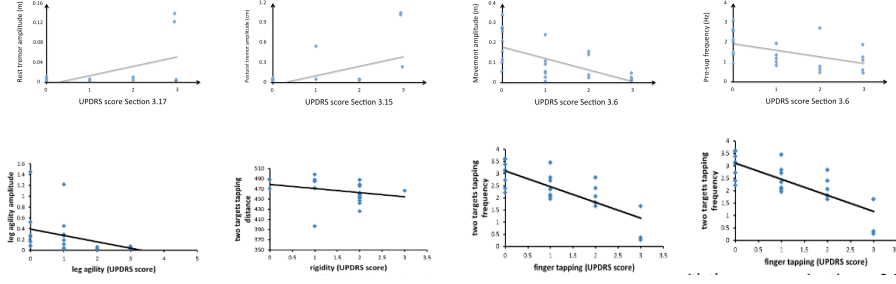 Rest tremor amplitude (m)
0.16
0.12
0.08
0.04
0
0 1 2 3
UPDRS score Section 3.17
Postural tremor amplitude (cm)
1.2
0.9
0.6
0.3
0
0 1 2 3
UPDRS score Section 3.15
Movement amplitude (m)
0.4
0.3
0.2
0.1
0
0 1 2 3
UPDRS score Section 3.6
Pro-sup frequency (Hz)
4
3
2
1
0
0 1 2 3
UPDRS score Section 3.6
leg agility amplitude
1.6
1.4
1.2
1
0.8
0.6
0.4
0.2
0
0 1 2 3 4 5
leg agility (UPDRS score)
two targets tapping
distance
510
490
470
450
430
410
390
370
350
0 0.5 1 1.5 2 2.5 3 3.5
rigidity (UPDRS score)
two targets tapping
frequency
4
3.5
3
2.5
2
1.5
1
0.5
0
0 0.5 1 1.5 2 2.5 3 3.5
finger tapping (UPDRS score)
two targets tapping
frequency
4
3.5
3
2.5
2
1.5
1
0.5
0
0 0.5 1 1.5 2 2.5 3 3.5
finger tapping (UPDRS score)